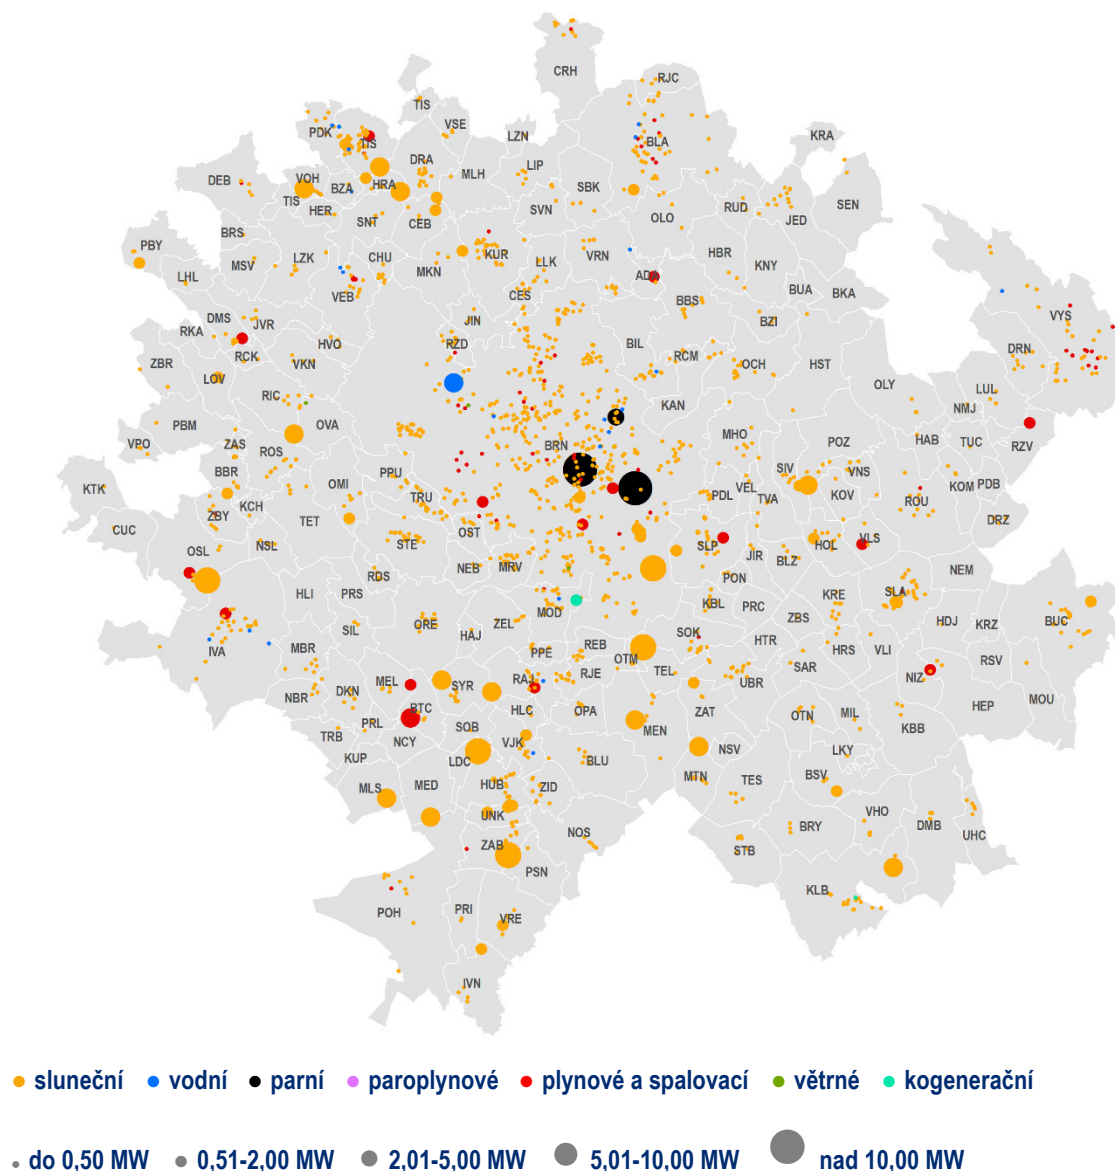 CRH
RJC
TIS
VSE
LZN
KRA
PDK
TIS
BLA
DRA
MLH
LIP
DEB
VOH
BZA
HRA
SBK
TIS
SVN
RUD
SEN
HER
SNT
CEB
OLO
JED
BRS
PBY
MSV
LZK
CHU
MKN
KUR
LLK
VRN
ADA
HBR
KNY
LHL
VEB
CES
BBS
BUA
BKA
DMS
JVR
JIN
BZI
VYS
RKA
RCK
HVO
RZD
BIL
RCM
DRN
ZBR
VKN
OCH
HST
LOV
RIC
OLY
LUL
KAN
NMJ
PBM
OVA
MHO
VPO
ZAS
ROS
BRN
POZ
HAB
TUC
RZV
BBR
PPU
SIV
VNS
KTK
OMI
TRU
PDL
VEL
TVA
KOV
ROU
KOM
PDB
KCH
ZBY
TET
DRZ
CUC
OST
NSL
STE
SLP
HOL
VLS
OSL
JIR
BLZ
RDS
NEB
MRV
PON
NEM
HLI
PRS
KRE
SLA
MOD
KBL
PRC
ZBS
IVA
SIL
ORE
HAJ
ZEL
HDJ
KRZ
BUC
MBR
PPE
REB
SOK
HTR
HRS
VLI
OTM
SAR
RSV
NBR
DKN
MEL
SYR
RAJ
RJE
TEL
UBR
NIZ
MOU
PRL
BTC
HLC
OPA
ZAT
OTN
MIL
HEP
TRB
NCY
SOB
MEN
KBB
KUP
VJK
NSV
LKY
LDC
BLU
MLS
MED
HUB
ZID
MTN
TES
BSV
UNK
VHO
NOS
BRY
DMB
UHC
ZAB
STB
PSN
KLB
POH
PRI
VRE
IVN
sluneční vodní parní paroplynové plynové a spalovací větrné kogenerační
do 0,50 MW 0,51-2,00 MW 2,01-5,00 MW 5,01-10,00 MW nad 10,00 MW